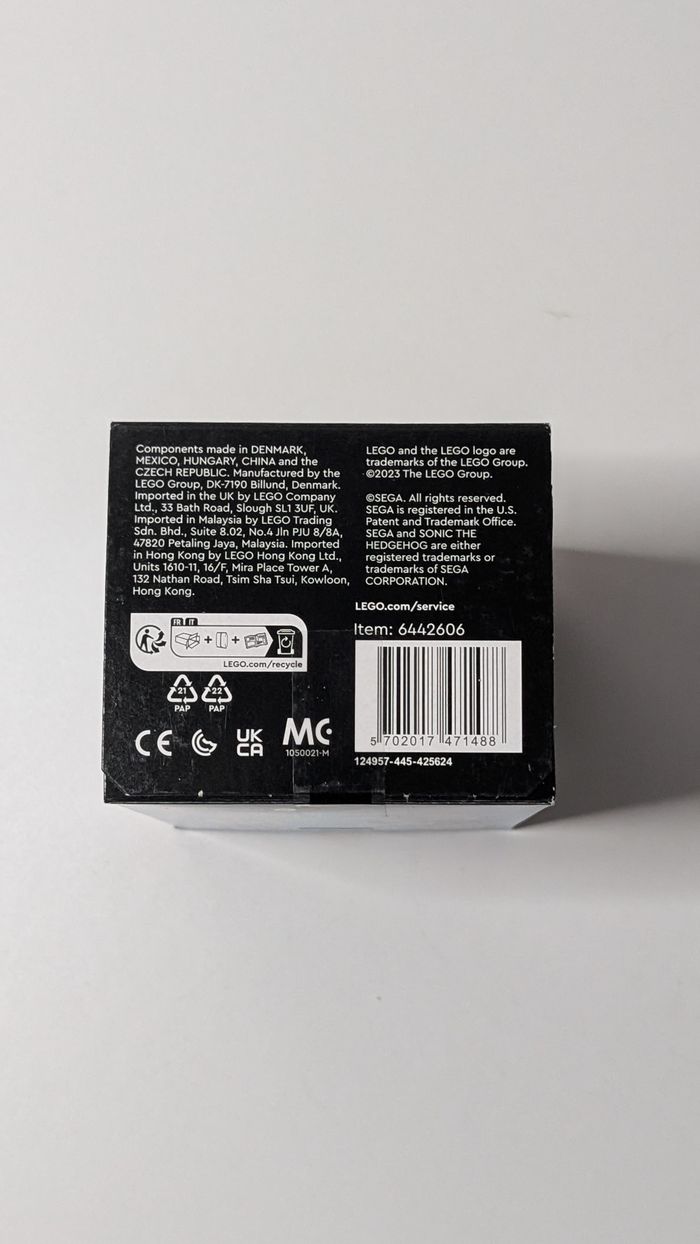 Components made in DENMARK,
MEXICO, HUNGARY, CHINA and the
CZECH REPUBLIC. Manufactured by the
LEGO Group, DK-7190 Billund, Denmark.
Imported in the UK by LEGO Company
Ltd., 33 Bath Road, Slough SL1 3UF, UK.
Imported in Malaysia by LEGO Trading
Sdn. Bhd., Suite 8.02, No.4 Jln PJU 8/8A,
47820 Petaling Jaya, Malaysia. Imported
in Hong Kong by LEGO Hong Kong Ltd.,
Units 1610-11, 16/F, Mira Place Tower A,
132 Nathan Road, Tsim Sha Tsui, Kowloon,
Hong Kong.
FR IT
LEGO.com/recycle
21 22
PAP PAP
CE UK
CA
MC
1050021-M
LEGO and the LEGO logo are
trademarks of the LEGO Group.
©2023 The LEGO Group.
©SEGA. All rights reserved.
SEGA is registered in the U.S.
Patent and Trademark Office.
SEGA and SONIC THE
HEDGEHOG are either
registered trademarks or
trademarks of SEGA
CORPORATION.
LEGO.com/service
Item: 6442606
5 702017 471488
124957-445-425624